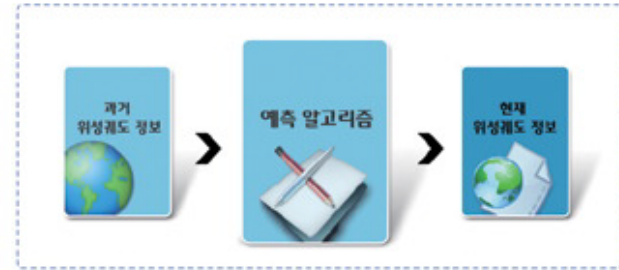 과거
위성궤도 정보
예측 알고리즘
현재
위성궤도 정보